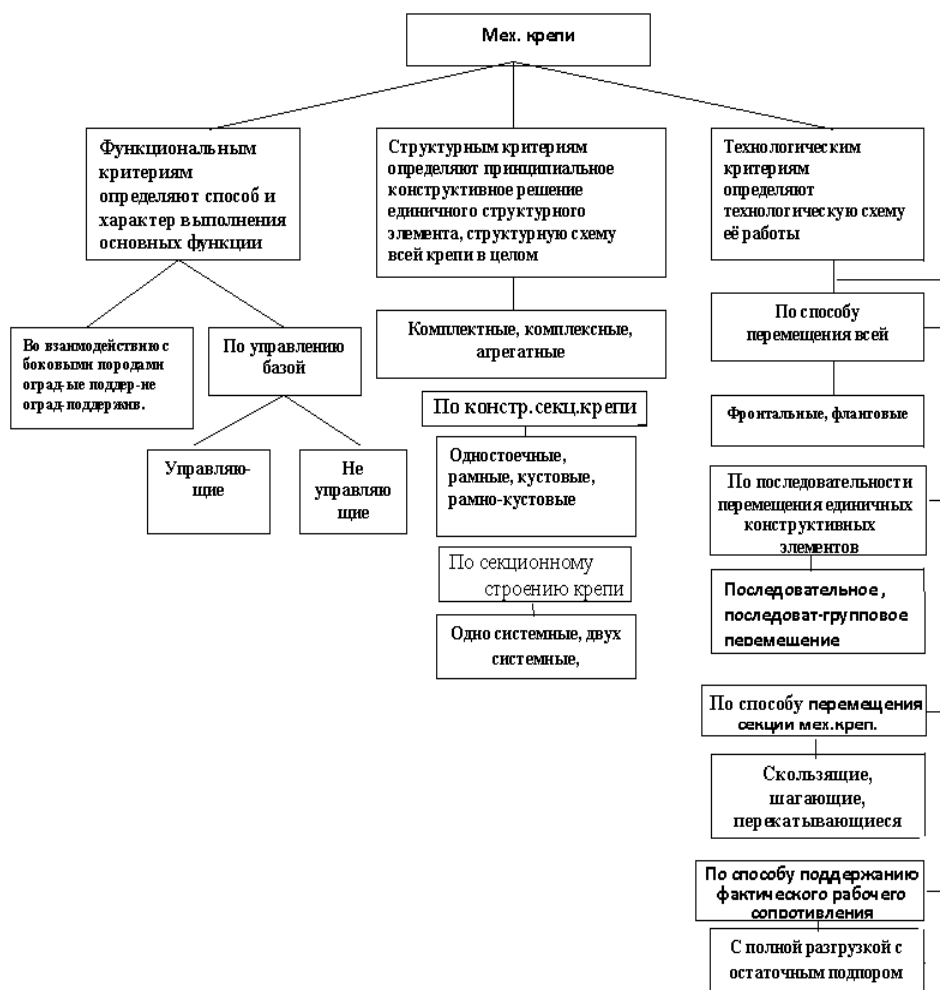 Мех. крепи
Функциональным
критериям
определяют способ и
характер выполнения
основных функции
Структурным критериям
определяют принципиальное
конструктивное решение
единичного структурного
элемента, структурную схему
всей крепи в целом
Технологическим
критериям
определяют
технологическую схему
её работы
Во взаимодействию с
боковыми породами
оград-ые поддер-не
оград-поддержив.
По управлению
базой
Управляю-
щие
Не
управляю
щие
Комплектные, комплексные,
агрегатные
По констр.секц.крепи
Одностоечные,
рамные, кустовые,
рамно-кустовые
По секционному
строению крепи
Одно системные, двух
системные,
По способу
перемещения всей
Фронтальные, фланговые
По последовательности
перемещения единичных
конструктивных
элементов
Последовательное ,
последоват-групповое
перемещение
По способу перемещения
секции мех.креп.
Скользящие,
шагающие,
перекатывающиеся
По способу поддержанию
фактического рабочего
сопротивления
С полной разгрузкой с
остаточным подпором